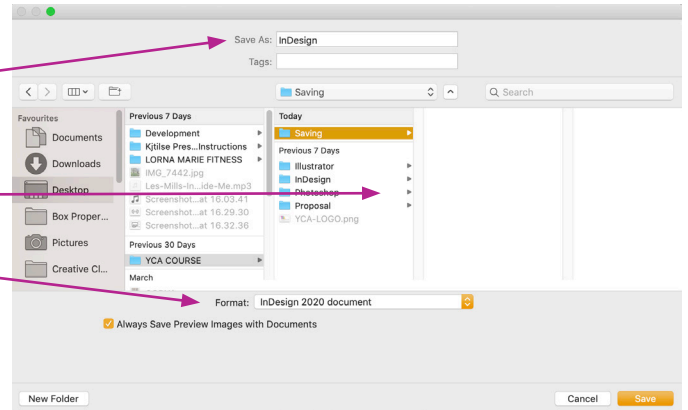 Save As: InDesign
Tags:
Saving
Search
Favourites
Documents
Downloads
Desktop
Box Proper...
Pictures
Creative Cl...
Previous 7 Days
Development
Kjtilse Pres...Instructions
LORNA MARIE FITNESS
IMG_7442.jpg
Les-Mills-In...ide-Me.mp3
Screenshot...at 16.03.41
Screenshot...at 16.29.30
Screenshot...at 16.32.36
Previous 30 Days
YCA COURSE
March
Today
Saving
Previous 7 Days
Illustrator
InDesign
Photoshop
Proposal
YCA-LOGO.png
Format: InDesign 2020 document
Always Save Preview Images with Documents
New Folder
Cancel
Save